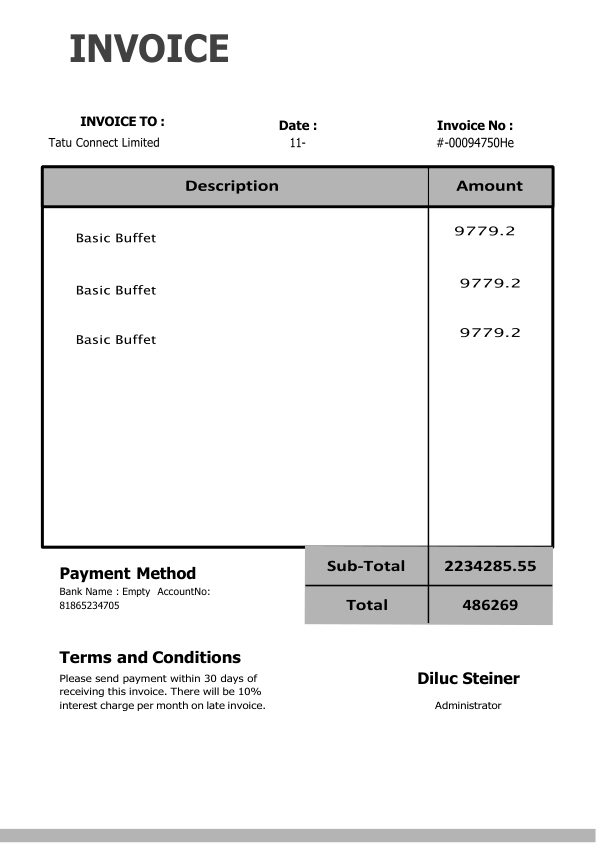 INVOICE
INVOICE TO :
Date :
Invoice No :
Tatu Connect Limited
11-
#-00094750He
Description
Amount
Basic Buffet
9779.2
Basic Buffet
9779.2
Basic Buffet
9779.2
Sub-Total
2234285.55
Total
486269
Payment Method
Bank Name : Empty AccountNo:
81865234705
Terms and Conditions
Please send payment within 30 days of
receiving this invoice. There will be 10%
interest charge per month on late invoice.
Diluc Steiner
Administrator